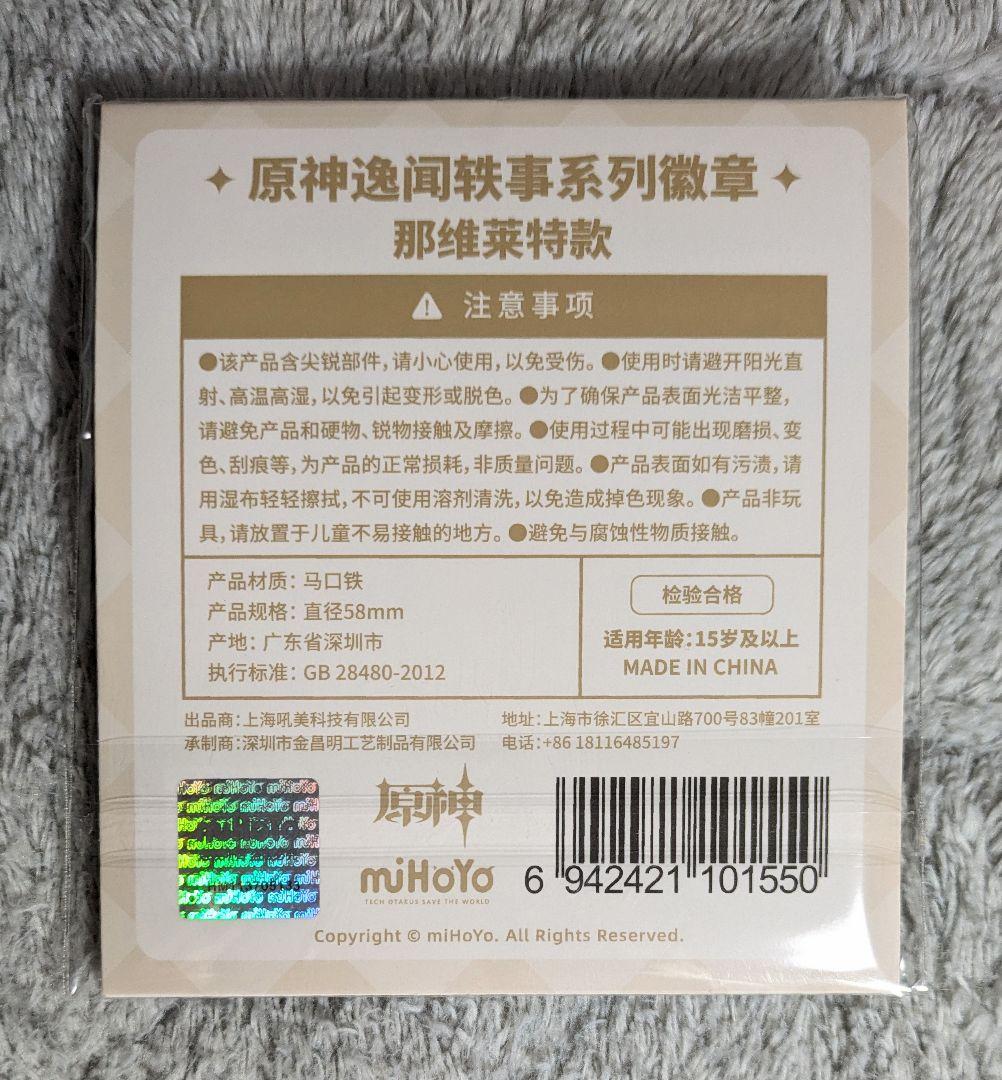 原神逸闻轶事系列徽章
那维莱特款
注意事项
●该产品含尖锐部件,请小心使用,以免受伤。●使用时请避开阳光直
射、高温高湿,以免引起变形或脱色。●为了确保产品表面光洁平整,
请避免产品和硬物、锐物接触及摩擦。●使用过程中可能出现磨损、变
色、刮痕等,为产品的正常损耗,非质量问题。●产品表面如有污渍,请
用湿布轻轻擦拭,不可使用溶剂清洗,以免造成掉色现象。●产品非玩
具,请放置于儿童不易接触的地方。●避免与腐蚀性物质接触。
产品材质: 马口铁
产品规格: 直径58mm
产地: 广东省深圳市
执行标准: GB 28480-2012
检验合格
适用年龄:15岁及以上
MADE IN CHINA
出品商:上海吼美科技有限公司
承制商:深圳市金昌明工艺制品有限公司
地址:上海市徐汇区宜山路700号83幢201室
电话:+86 18116485197
miHoYo
原神
miHoYo
TECH OTAKUS SAVE THE WORLD
6 942421 101550
Copyright © miHoYo. All Rights Reserved.